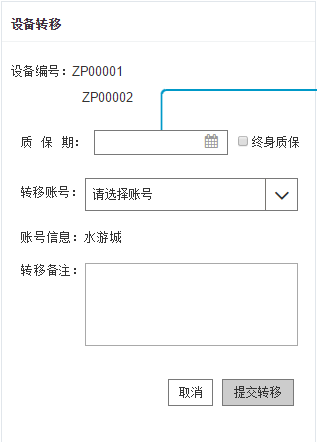 设备转移
设备编号：ZP00001
ZP00002
质 保 期： 终身质保
转移账号： 请选择账号
账号信息：水游城
转移备注：
取消 提交转移